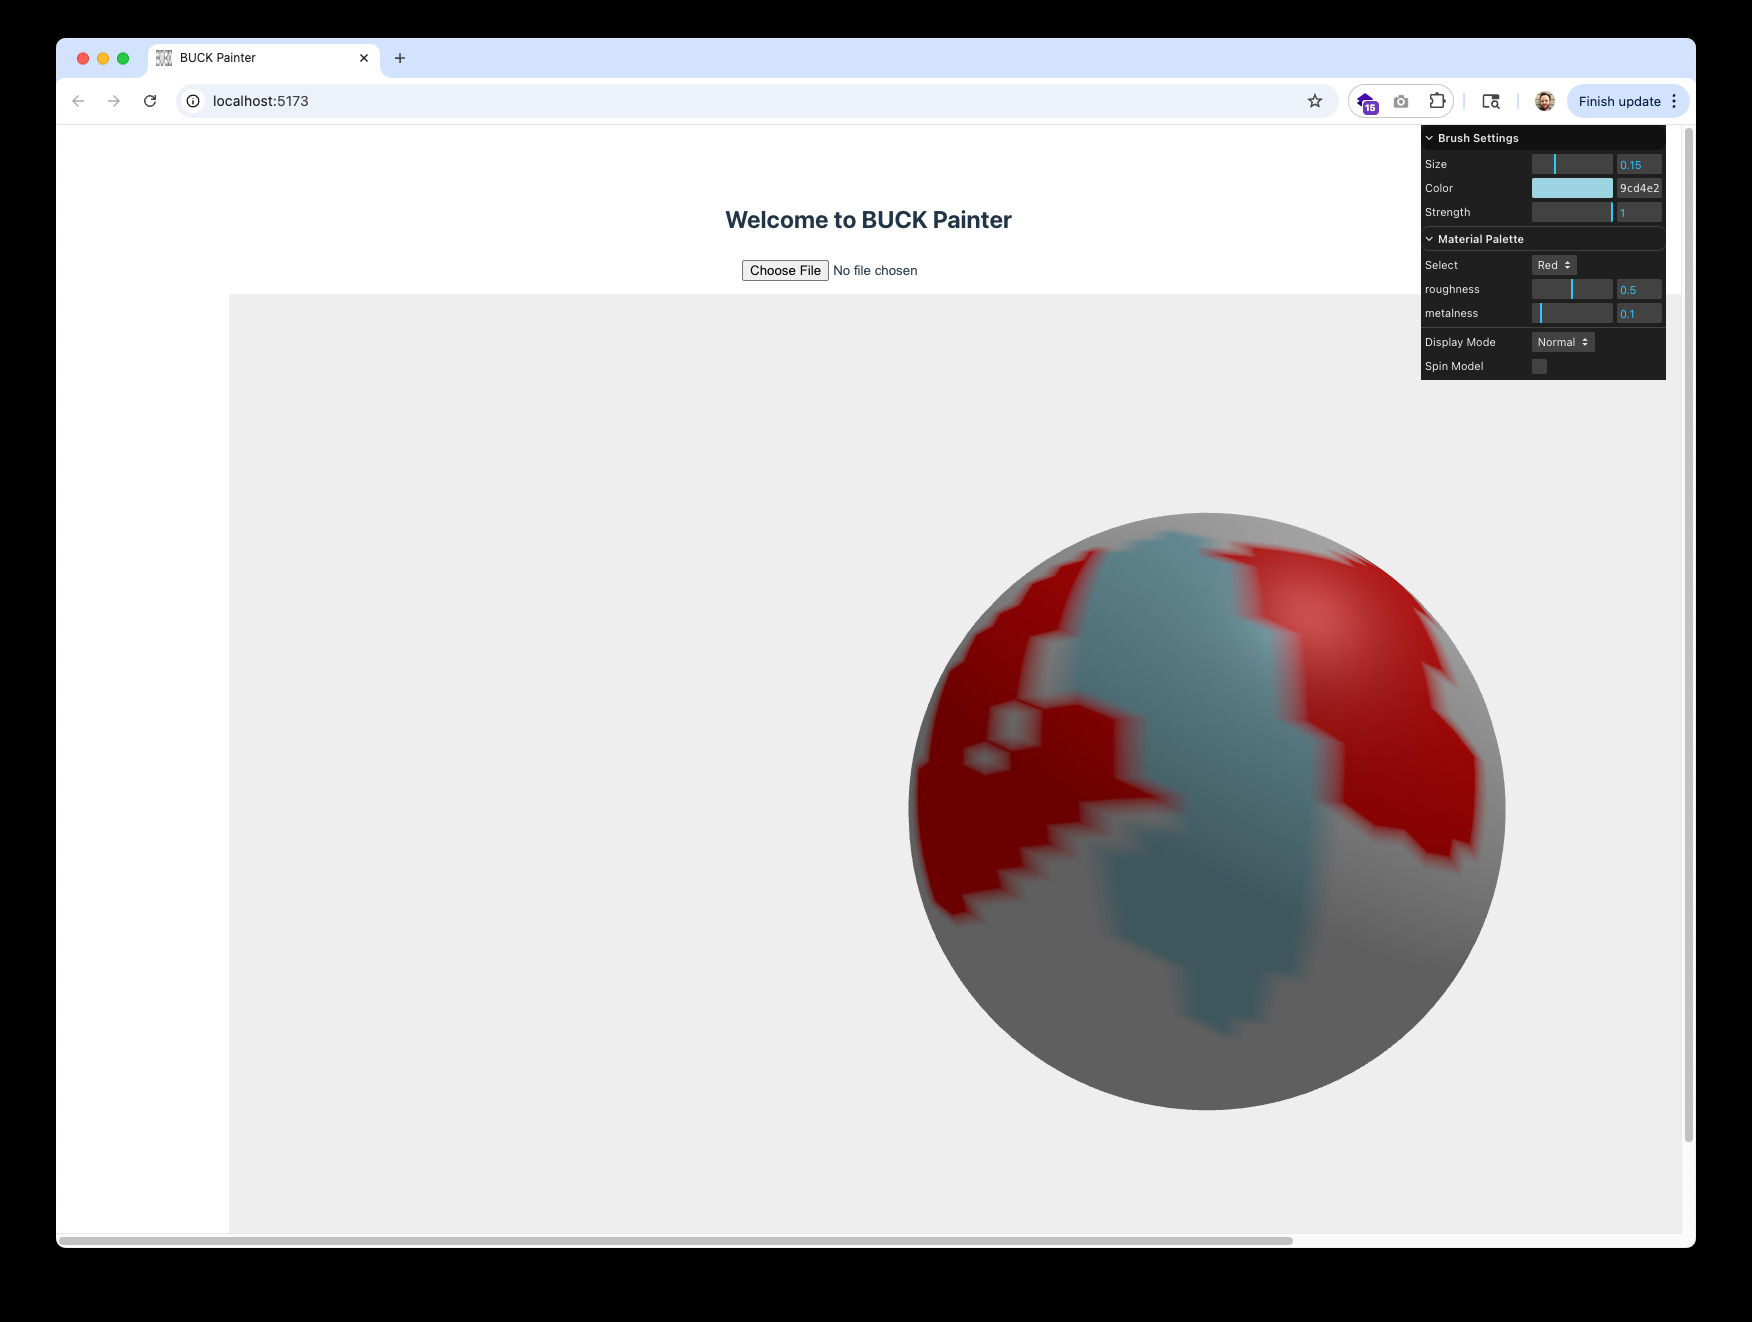 BUCK Painter
localhost:5173
15
Finish update
Brush Settings
Size 0.15
Color 9cd4e2
Strength 1
Welcome to BUCK Painter
Material Palette
Choose File No file chosen
Select Red
roughness 0.5
metalness 0.1
Display Mode Normal
Spin Model